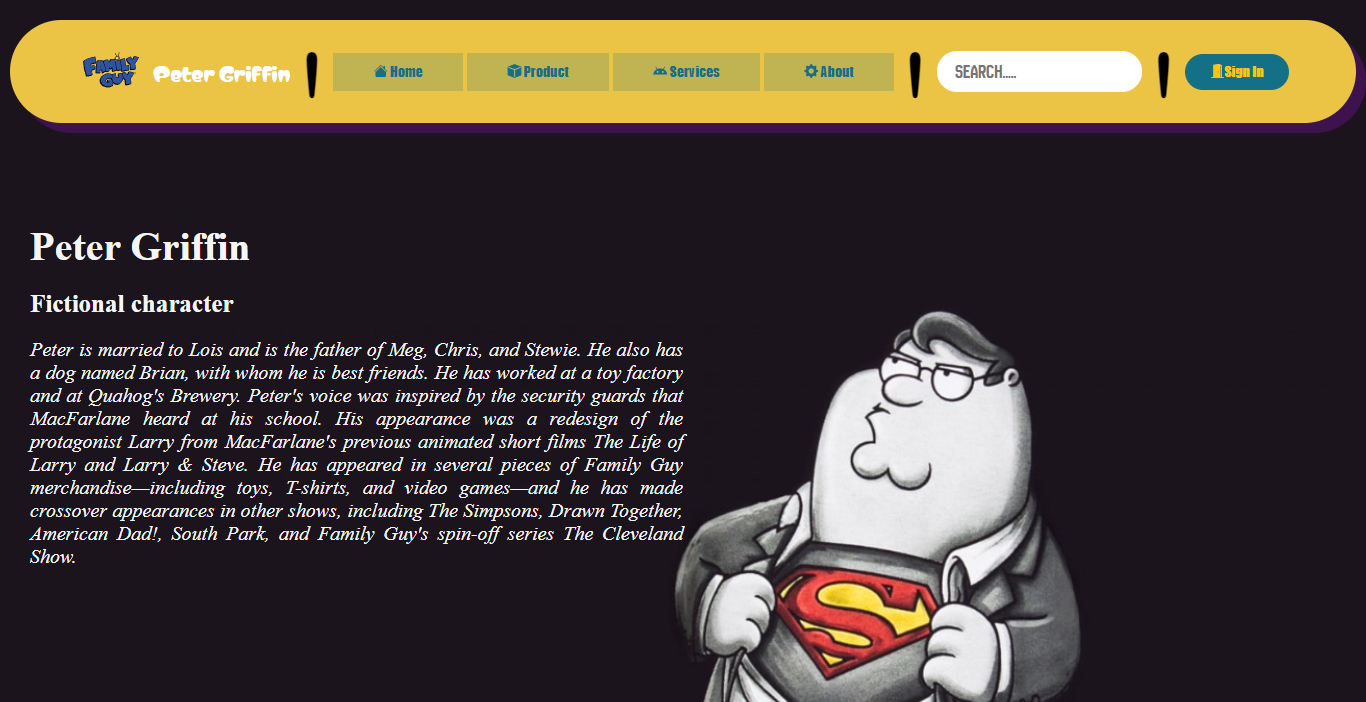 FAMILY GUY Peter Griffin Home Product Services About SEARCH..... Sign In
Peter Griffin
Fictional character
Peter is married to Lois and is the father of Meg, Chris, and Stewie. He also has
a dog named Brian, with whom he is best friends. He has worked at a toy factory
and at Quahog's Brewery. Peter's voice was inspired by the security guards that
MacFarlane heard at his school. His appearance was a redesign of the
protagonist Larry from MacFarlane's previous animated short films The Life of
Larry and Larry & Steve. He has appeared in several pieces of Family Guy
merchandise—including toys, T-shirts, and video games—and he has made
crossover appearances in other shows, including The Simpsons, Drawn Together,
American Dad!, South Park, and Family Guy's spin-off series The Cleveland
Show.
S